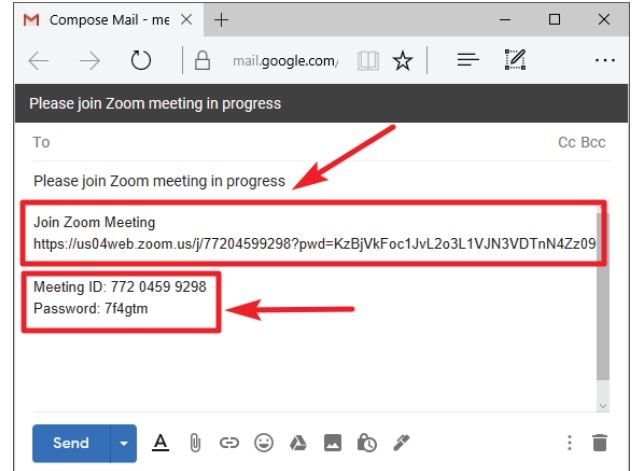 Compose Mail - me
mail.google.com/
Please join Zoom meeting in progress
To Cc Bcc
Please join Zoom meeting in progress
Join Zoom Meeting
https://us04web.zoom.us/j/77204599298?pwd=KzBjVkFoc1JvL2o3L1VJN3VDTnN4Zz09
Meeting ID: 772 0459 9298
Password: 7f4gtm
Send